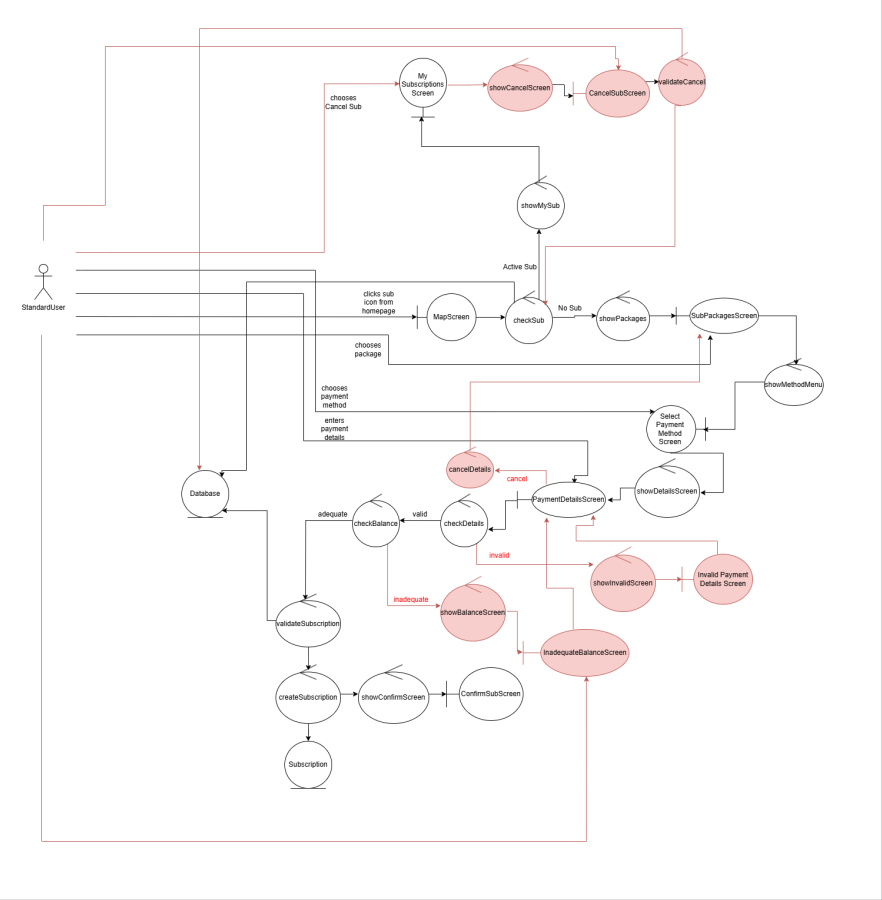 My
Subscriptions
Screen
showCancelScreen
CancelSubScreen
validateCancel
chooses
Cancel Sub
showMySub
Active Sub
StandardUser
clicks sub
icon from
homepage
MapScreen
checkSub
No Sub
showPackages
SubPackagesScreen
chooses
package
showMethodMenu
chooses
payment
method
Select
Payment
Method
Screen
enters
payment
details
cancelDetails
cancel
Database
PaymentDetailsScreen
showDetailsScreen
adequate
checkBalance
valid
checkDetails
invalid
showInvalidScreen
Invalid Payment
Details Screen
inadequate
showBalanceScreen
validateSubscription
InadequateBalanceScreen
createSubscription
showConfirmScreen
ConfirmSubScreen
Subscription